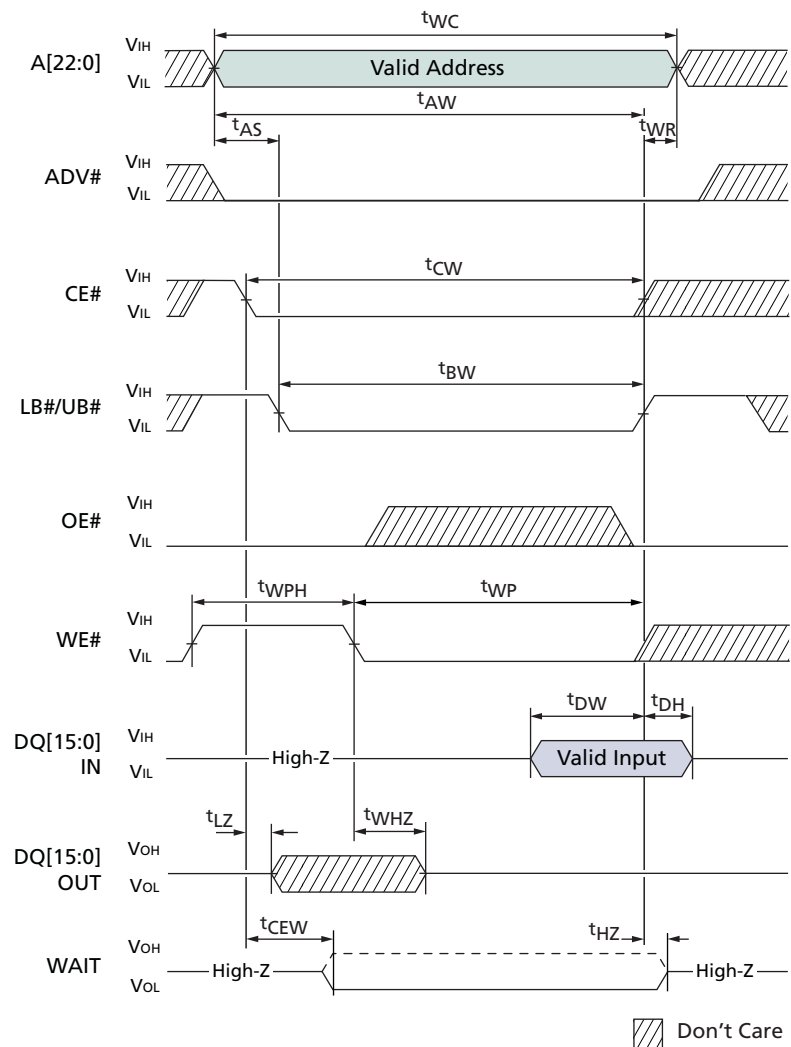 tWC
A[22:0] VIH VIL Valid Address
tAW
tAS tWR
ADV# VIH VIL
tCW
CE# VIH VIL
tBW
LB#/UB# VIH VIL
OE# VIH VIL
tWPH tWP
WE# VIH VIL
tDW tDH
DQ[15:0] IN VIH VIL High-Z Valid Input
tLZ tWHZ
DQ[15:0] OUT VOH VOL
tCEW tHZ
WAIT VOH VOL High-Z High-Z
Don't Care